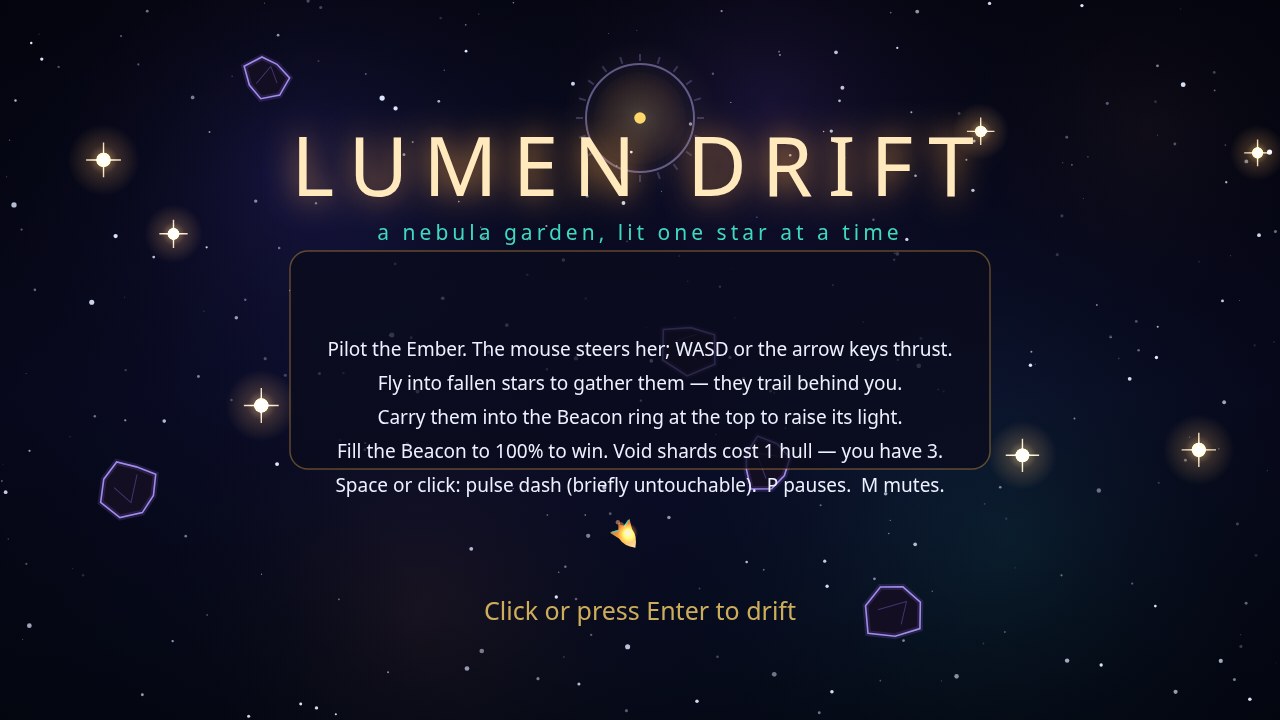 LUMEN DRIFT
a nebula garden, lit one star at a time.
Pilot the Ember. The mouse steers her; WASD or the arrow keys thrust.
Fly into fallen stars to gather them — they trail behind you.
Carry them into the Beacon ring at the top to raise its light.
Fill the Beacon to 100% to win. Void shards cost 1 hull — you have 3.
Space or click: pulse dash (briefly untouchable).  P pauses.  M mutes.
Click or press Enter to drift